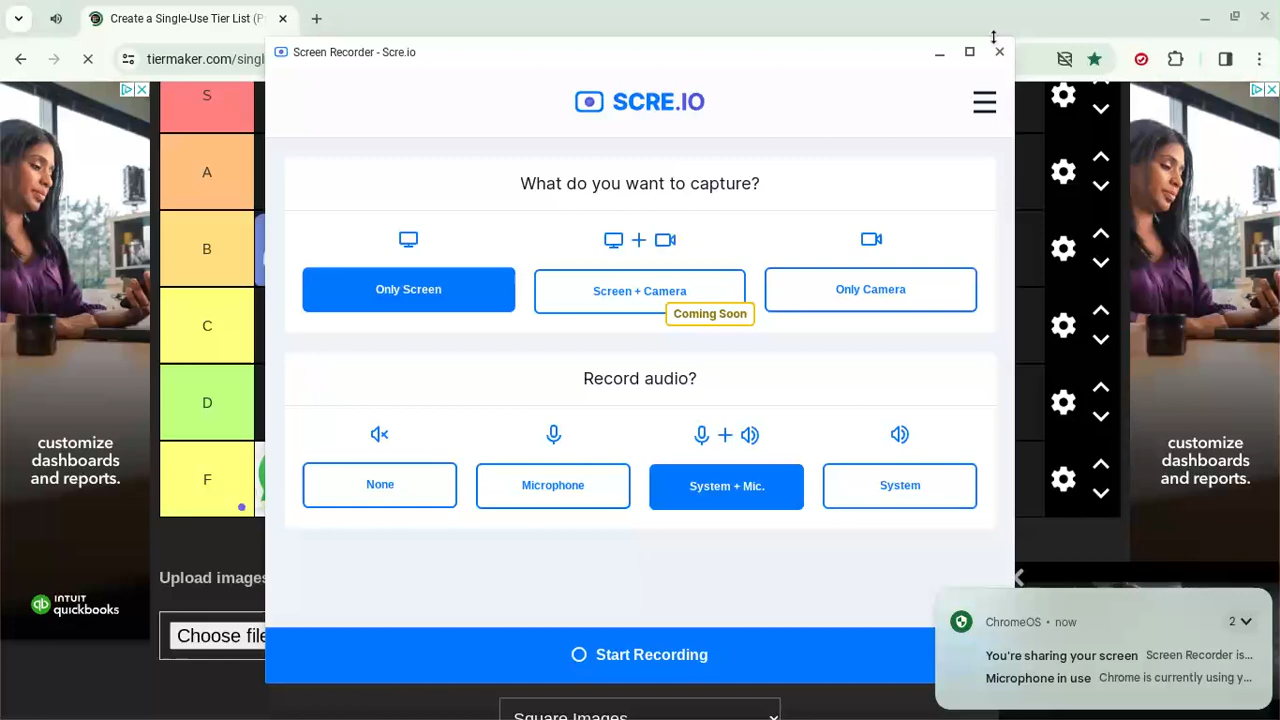 Create a Single-Use Tier List (P
Screen Recorder - Scre.io
tiermaker.com/singl
SCRE.IO
What do you want to capture?
Only Screen
Screen + Camera
Only Camera
Coming Soon
Record audio?
None
Microphone
System + Mic.
System
Start Recording
S
A
B
C
D
F
customize
dashboards
and reports.
INTUIT
quickbooks
Upload images
Choose file
Square Images
customize
dashboards
and reports.
ChromeOS • now
2
You're sharing your screen Screen Recorder is...
Microphone in use Chrome is currently using y...